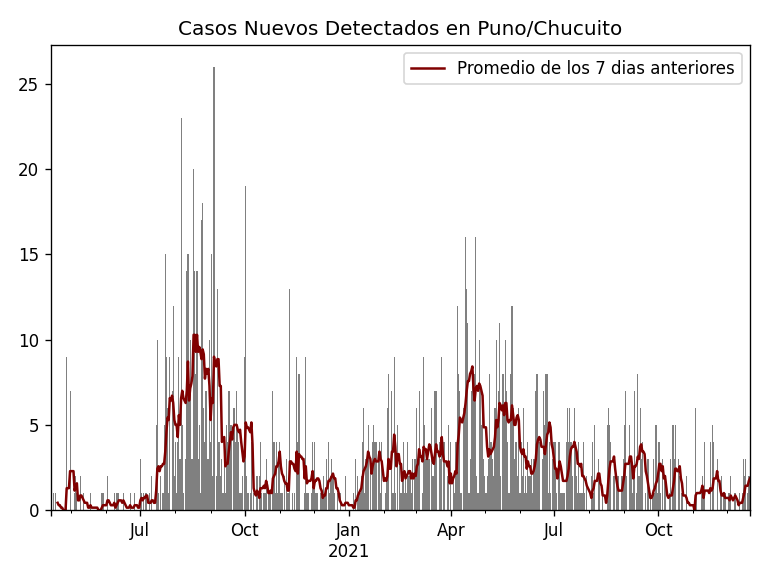 Casos Nuevos Detectados en Puno/Chucuito
Promedio de los 7 dias anteriores
25
20
15
10
5
0
Jul
Oct
Jan
2021
Apr
Jul
Oct